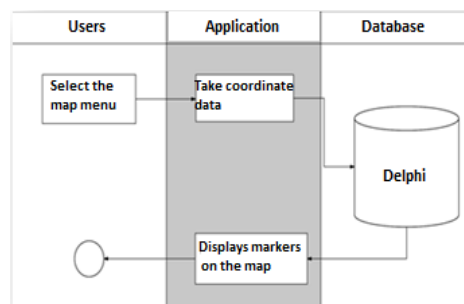 Users
Application
Database
Select the
map menu
Take coordinate
data
Delphi
Displays markers
on the map